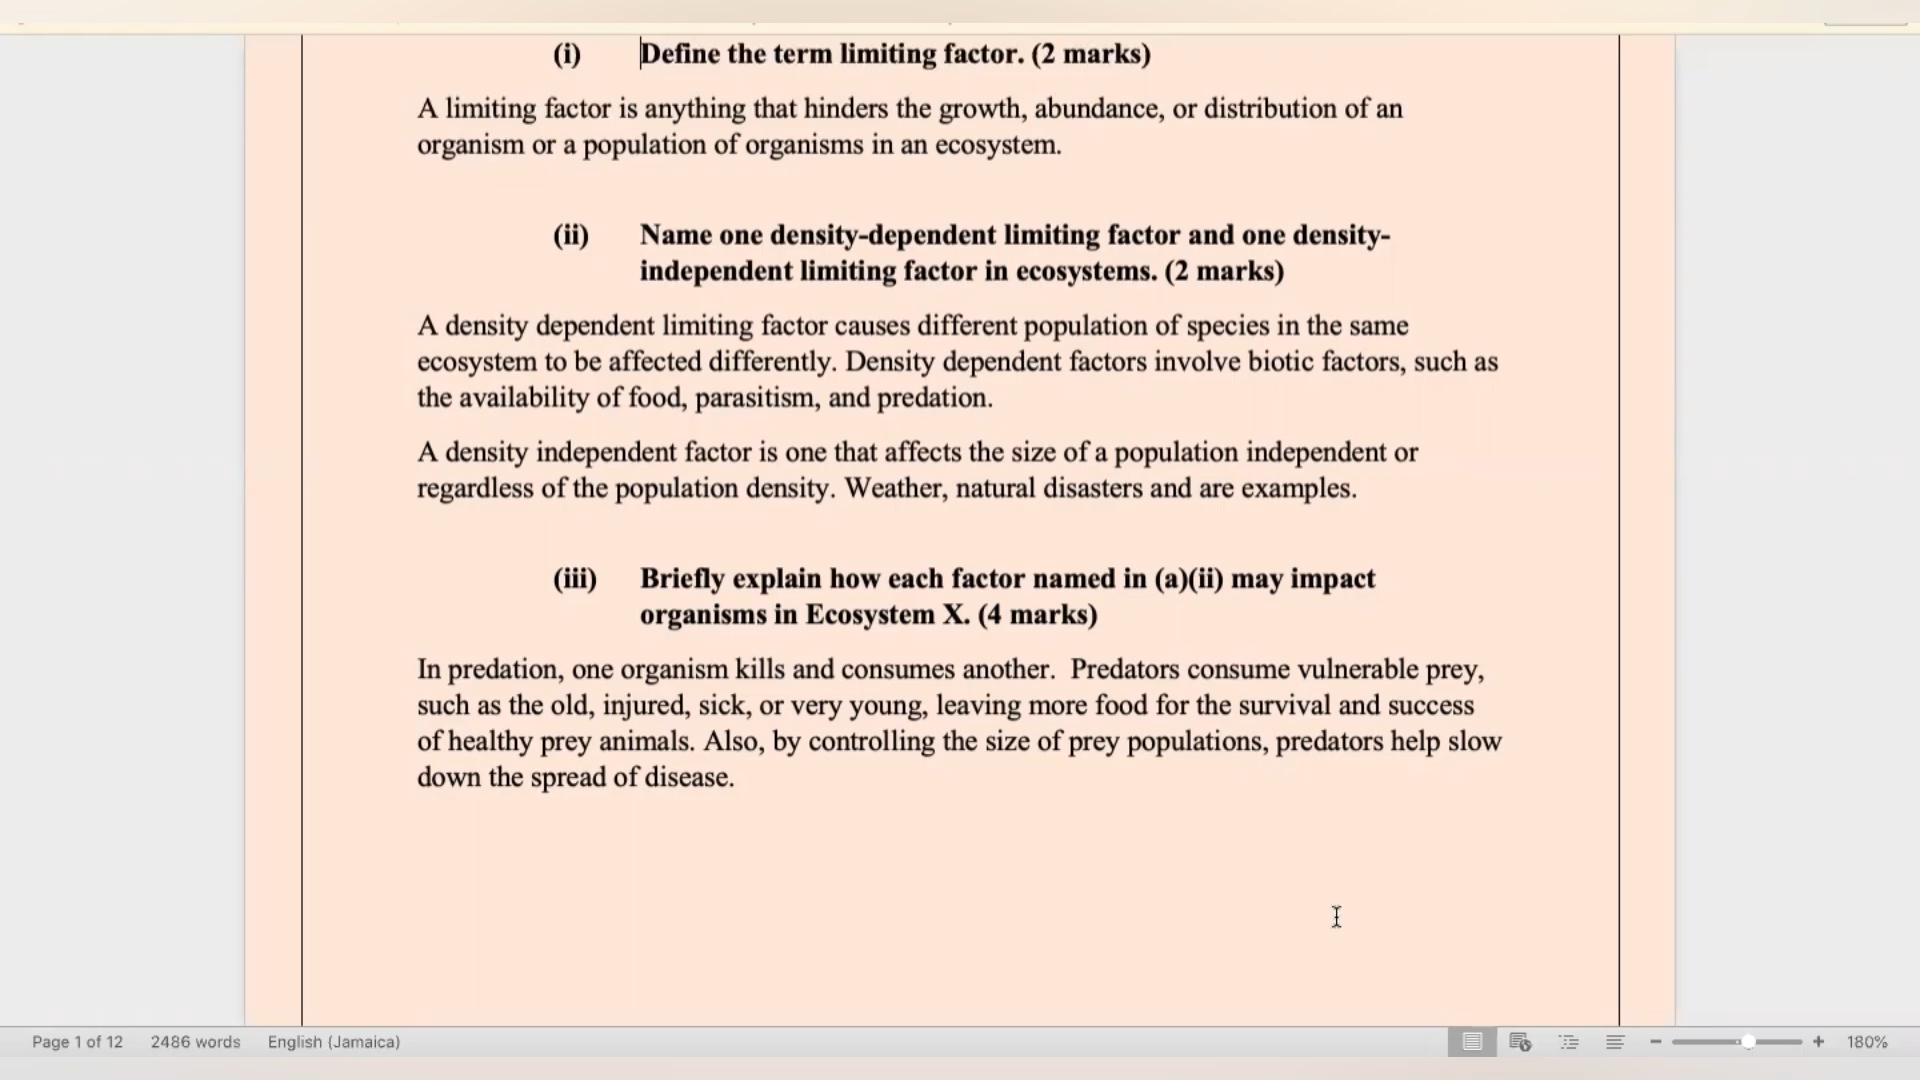 (i) Define the term limiting factor. (2 marks)
A limiting factor is anything that hinders the growth, abundance, or distribution of an
organism or a population of organisms in an ecosystem.
(ii) Name one density-dependent limiting factor and one density-
independent limiting factor in ecosystems. (2 marks)
A density dependent limiting factor causes different population of species in the same
ecosystem to be affected differently. Density dependent factors involve biotic factors, such as
the availability of food, parasitism, and predation.
A density independent factor is one that affects the size of a population independent or
regardless of the population density. Weather, natural disasters and are examples.
(iii) Briefly explain how each factor named in (a)(ii) may impact
organisms in Ecosystem X. (4 marks)
In predation, one organism kills and consumes another.  Predators consume vulnerable prey,
such as the old, injured, sick, or very young, leaving more food for the survival and success
of healthy prey animals. Also, by controlling the size of prey populations, predators help slow
down the spread of disease.
Page 1 of 12 2486 words English (Jamaica) 180%